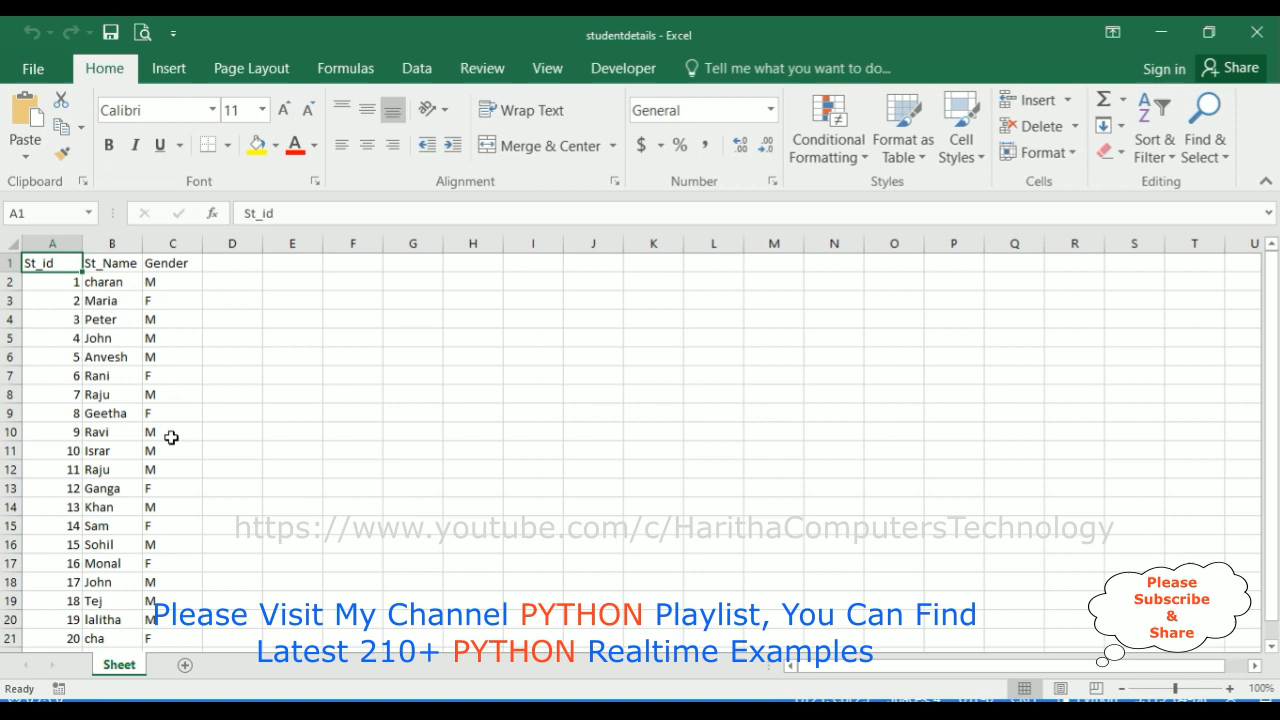 studentdetails - Excel
File Home Insert Page Layout Formulas Data Review View Developer Tell me what you want to do... Sign in Share
Paste
Calibri 11
B I U
Wrap Text
Merge & Center
General
$ %
Conditional Formatting
Format as Table
Cell Styles
Insert
Delete
Format
Sort & Filter
Find & Select
Clipboard Font Alignment Number Styles Cells Editing
A1 fx St_id
A B C D E F G H I J K L M N O P Q R S T U
1 St_id St_Name Gender
2 1 charan M
3 2 Maria F
4 3 Peter M
5 4 John M
6 5 Anvesh M
7 6 Rani F
8 7 Raju M
9 8 Geetha F
10 9 Ravi M
11 10 Israr M
12 11 Raju M
13 12 Ganga F
14 13 Khan M
15 14 Sam F
16 15 Sohil M
17 16 Monal F
18 17 John M
19 18 Tej M
20 19 lalitha M
21 20 cha F
https://www.youtube.com/c/HarithaComputersTechnology
Please Visit My Channel PYTHON Playlist, You Can Find
Latest 210+ PYTHON Realtime Examples
Please
Subscribe
&
Share
Sheet
Ready 100%